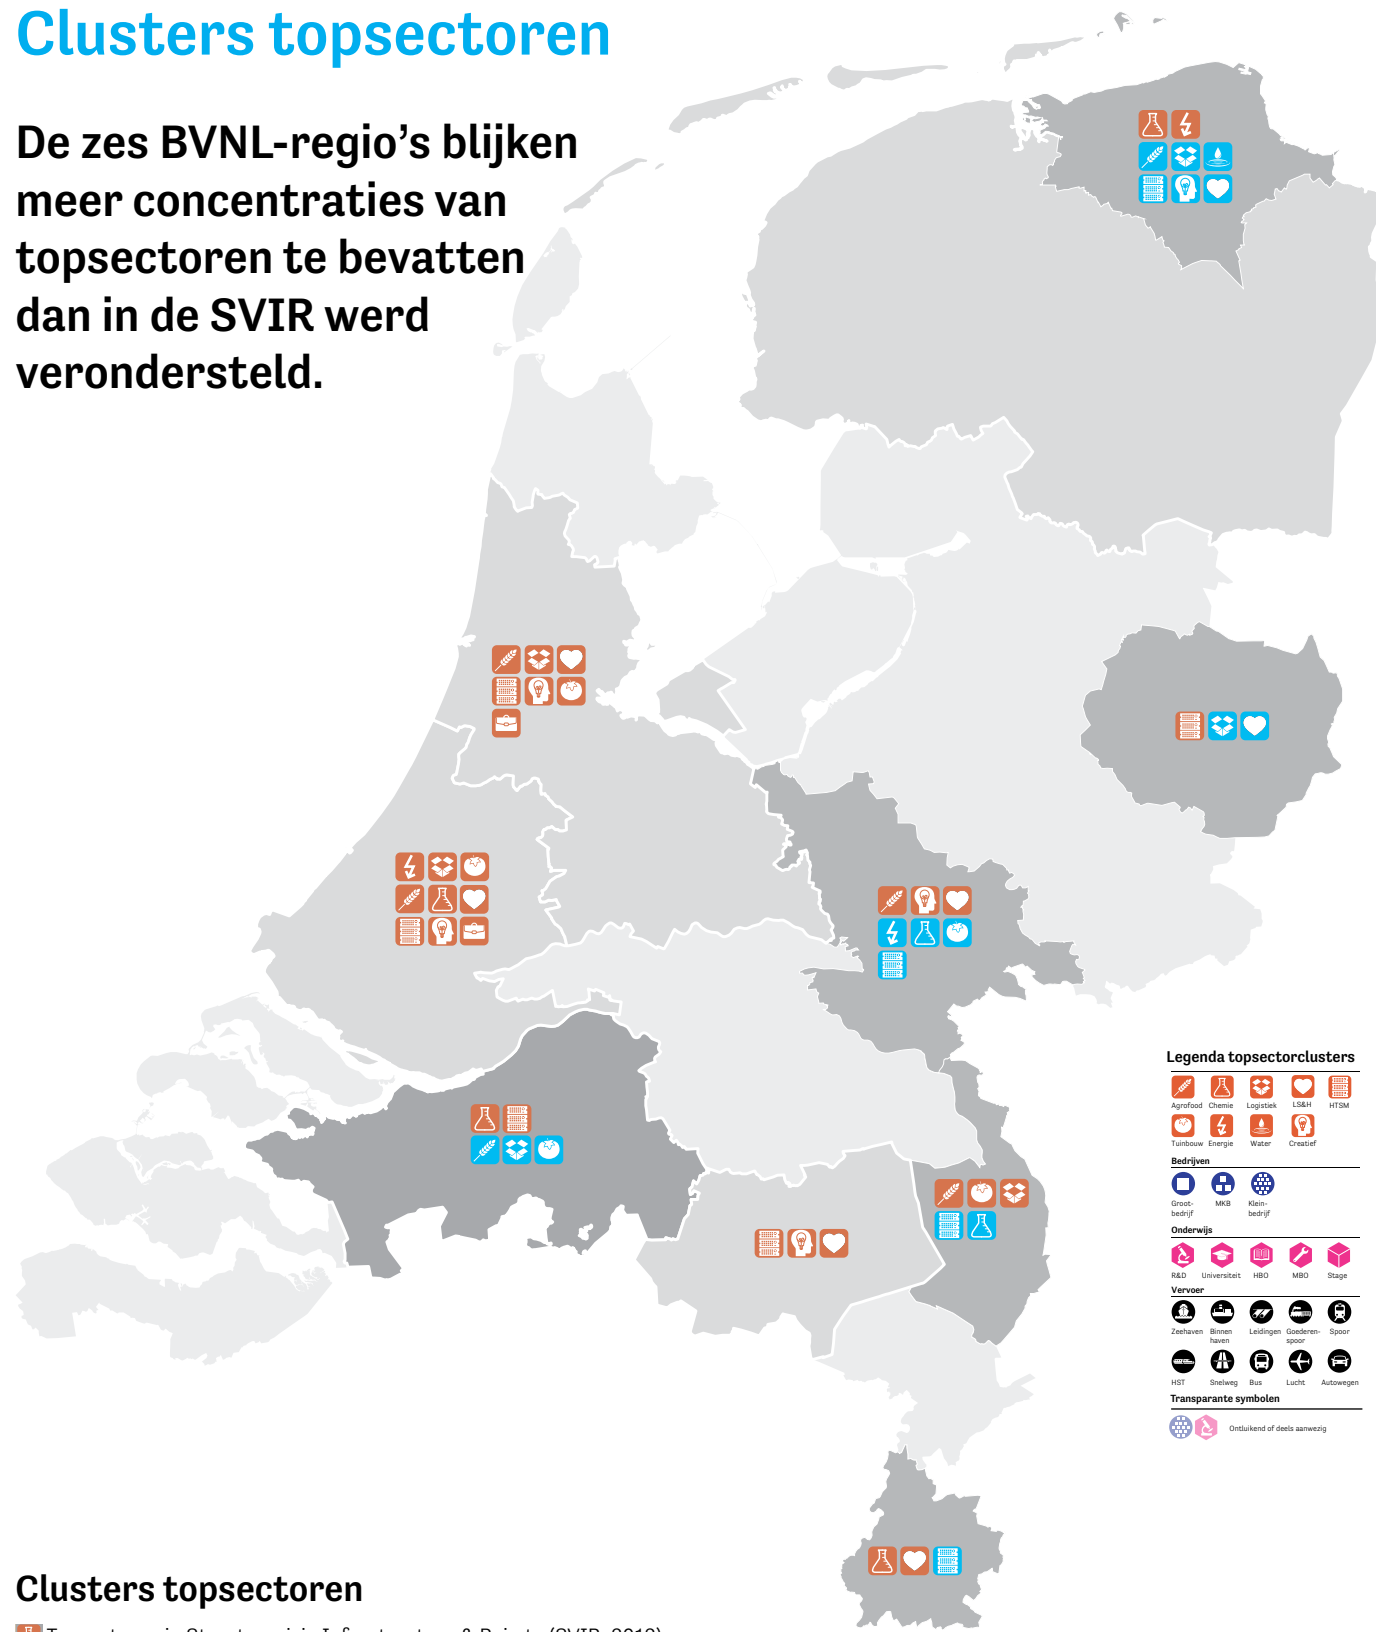 Clusters topsectoren
De zes BVNL-regio’s blijken
meer concentraties van
topsectoren te bevatten
dan in de SVIR werd
verondersteld.
Legenda topsectorclusters
Agrofood Chemie Logistiek LS&H HTSM
Tuinbouw Energie Water Creatief
Bedrijven
Groot-
bedrijf
MKB
Klein-
bedrijf
Onderwijs
R&D Universiteit HBO MBO Stage
Vervoer
Zeehaven
Binnen
haven
Leidingen
Goederen-
spoor
Spoor
HST Snelweg Bus Lucht Autowegen
Transparante symbolen
Ontluikend of deels aanwezig
Clusters topsectoren